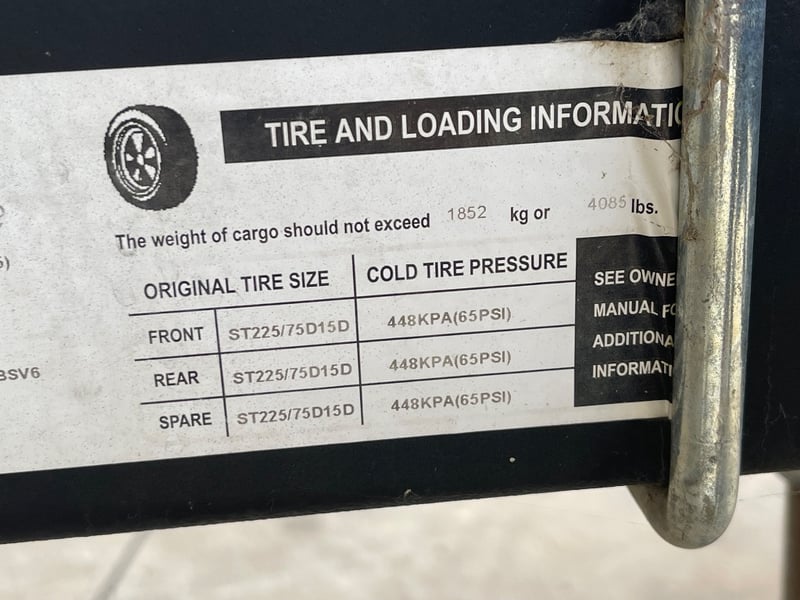 TIRE AND LOADING INFORMATIO
The weight of cargo should not exceed 1852 kg or 4085 lbs.
ORIGINAL TIRE SIZE COLD TIRE PRESSURE
FRONT ST225/75D15D 448KPA(65PSI)
REAR ST225/75D15D 448KPA(65PSI)
SPARE ST225/75D15D 448KPA(65PSI)
SEE OWNE
MANUAL FO
ADDITIONA
INFORMATI
BSV6